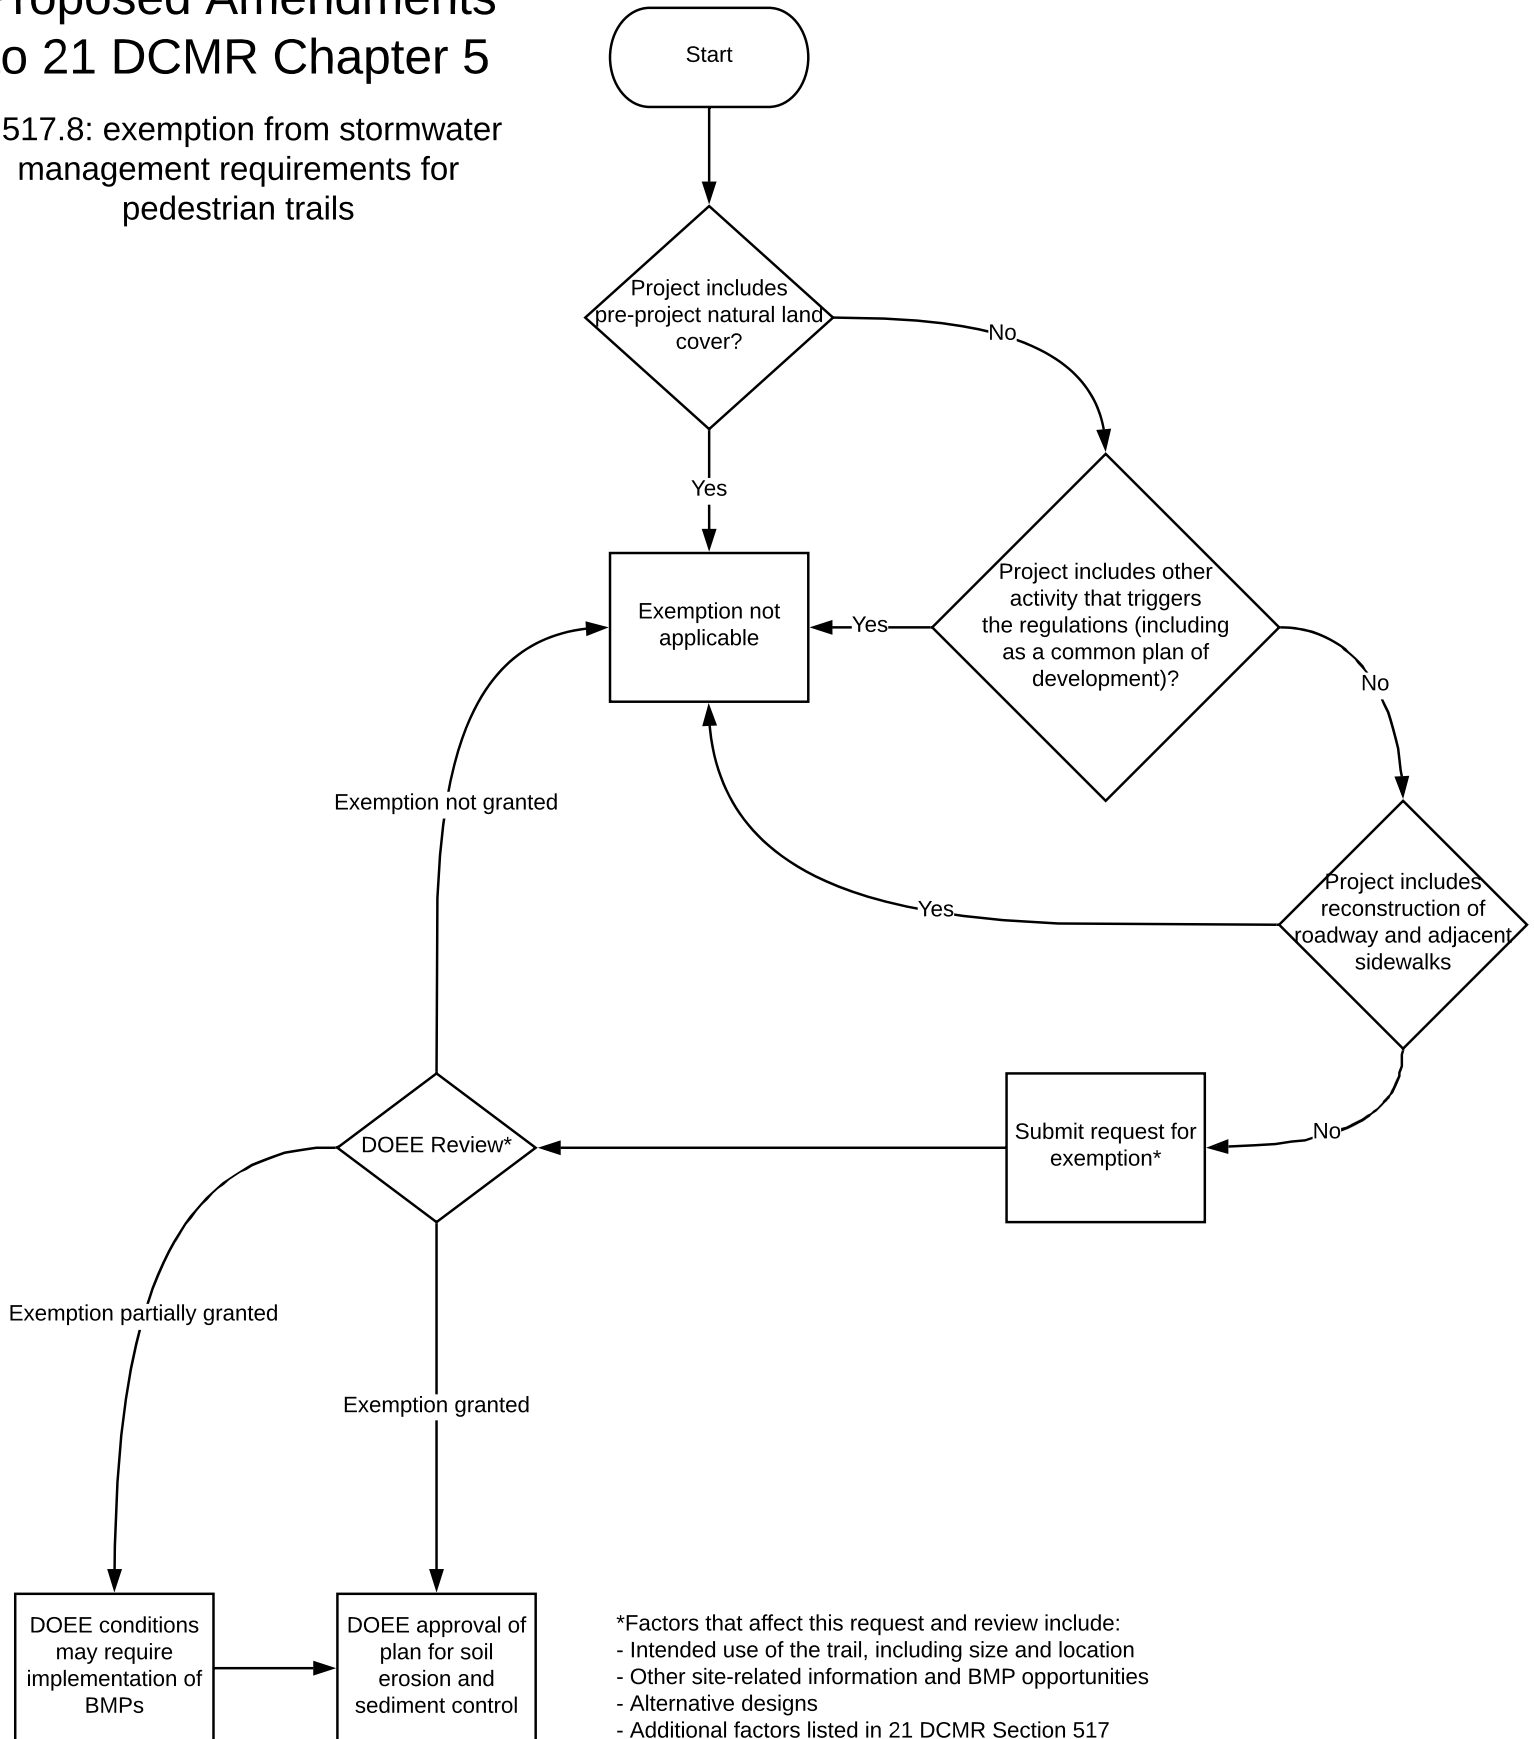 Proposed Amendments
to 21 DCMR Chapter 5
517.8: exemption from stormwater
management requirements for
pedestrian trails
Start
Project includes
pre-project natural land
cover?
No
Yes
Exemption not
applicable
Yes
Project includes other
activity that triggers
the regulations (including
as a common plan of
development)?
No
Exemption not granted
Yes
Project includes
reconstruction of
roadway and adjacent
sidewalks
No
Submit request for
exemption*
DOEE Review*
Exemption partially granted
Exemption granted
DOEE conditions
may require
implementation of
BMPs
DOEE approval of
plan for soil
erosion and
sediment control
*Factors that affect this request and review include:
- Intended use of the trail, including size and location
- Other site-related information and BMP opportunities
- Alternative designs
- Additional factors listed in 21 DCMR Section 517